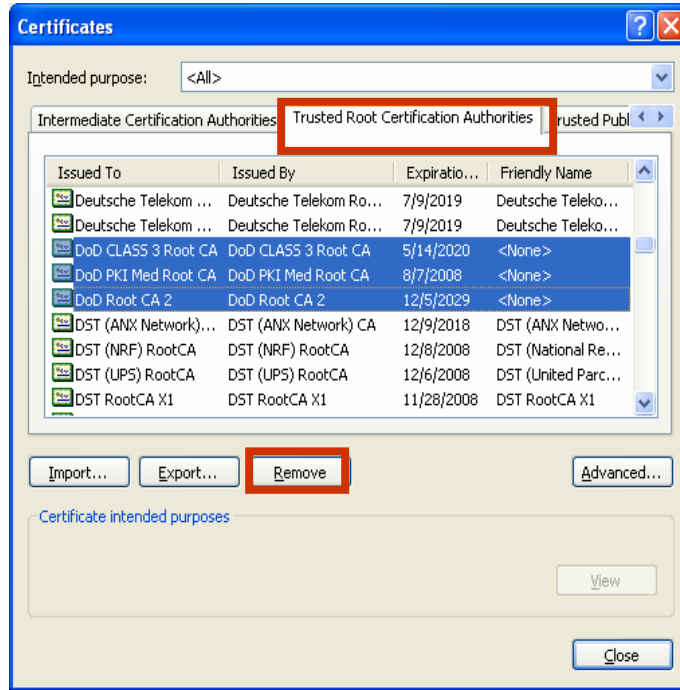 Certificates
Intended purpose: <All>
Intermediate Certification Authorities Trusted Root Certification Authorities rusted Publ
Issued To Issued By Expiratio... Friendly Name
Deutsche Telekom ... Deutsche Telekom Ro... 7/9/2019 Deutsche Teleko...
Deutsche Telekom ... Deutsche Telekom Ro... 7/9/2019 Deutsche Teleko...
DoD CLASS 3 Root CA DoD CLASS 3 Root CA 5/14/2020 <None>
DoD PKI Med Root CA DoD PKI Med Root CA 8/7/2008 <None>
DoD Root CA 2 DoD Root CA 2 12/5/2029 <None>
DST (ANX Network)... DST (ANX Network) CA 12/9/2018 DST (ANX Netwo...
DST (NRF) RootCA DST (NRF) RootCA 12/8/2008 DST (National Re...
DST (UPS) RootCA DST (UPS) RootCA 12/6/2008 DST (United Parc...
DST RootCA X1 DST RootCA X1 11/28/2008 DST RootCA X1
Import... Export... Remove Advanced...
Certificate intended purposes
View
Close